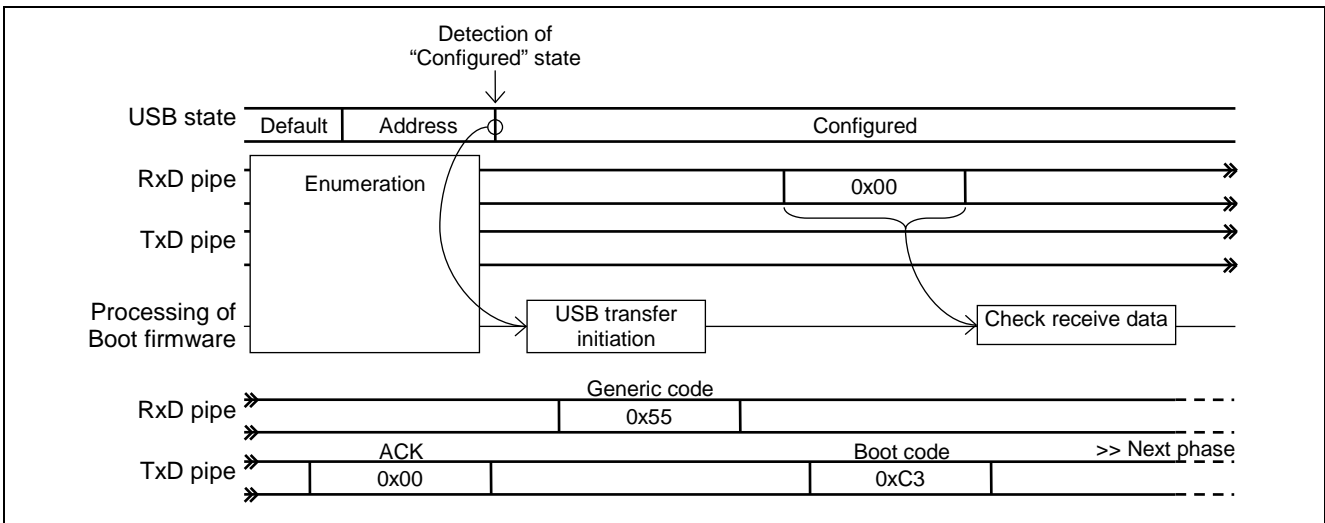 Detection of
“Configured” state
USB state
Default
Address
Configured
RxD pipe
Enumeration
0x00
TxD pipe
Processing of
Boot firmware
USB transfer
initiation
Check receive data
Generic code
RxD pipe
0x55
ACK
Boot code
>> Next phase
TxD pipe
0x00
0xC3